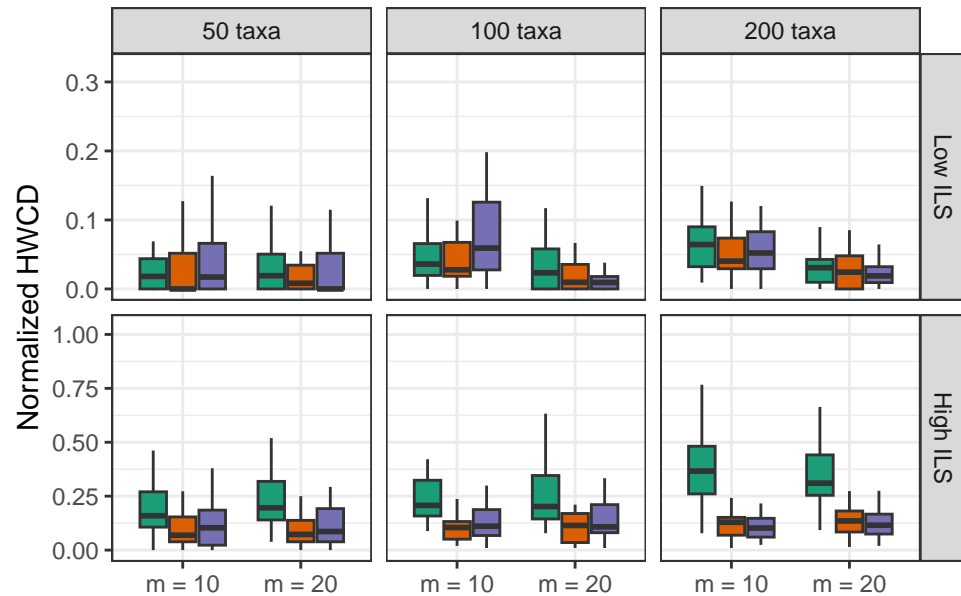 50 taxa
100 taxa
200 taxa
Normalized HWCD
0.3
0.2
0.1
0.0
Low ILS
1.00
0.75
0.50
0.25
0.00
High ILS
m = 10
m = 20
m = 10
m = 20
m = 10
m = 20